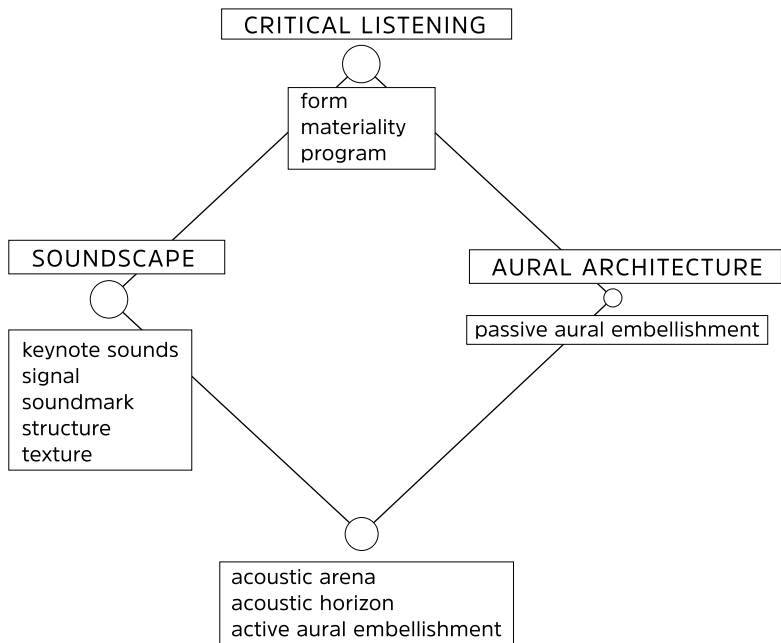 CRITICAL LISTENING
form
materiality
program
SOUNDSCAPE
keynote sounds
signal
soundmark
structure
texture
AURAL ARCHITECTURE
passive aural embellishment
acoustic arena
acoustic horizon
active aural embellishment